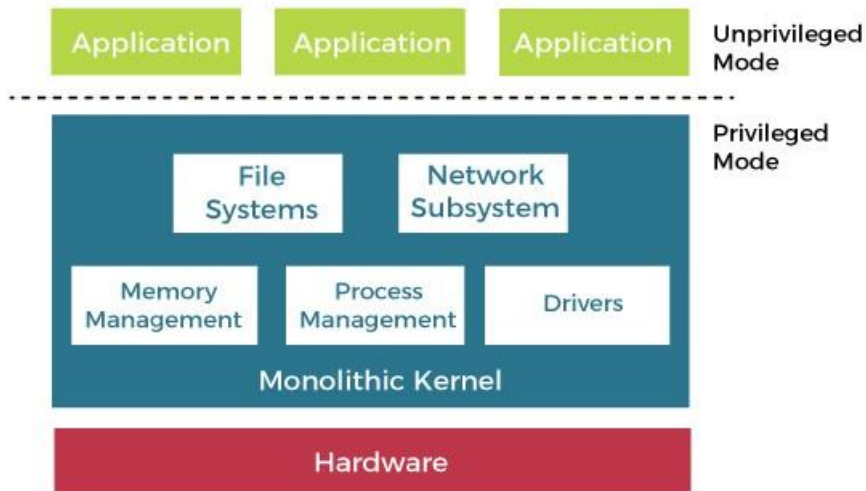 Application Application Application Unprivileged
Mode
Privileged
Mode
File
Systems
Network
Subsystem
Memory
Management
Process
Management
Drivers
Monolithic Kernel
Hardware